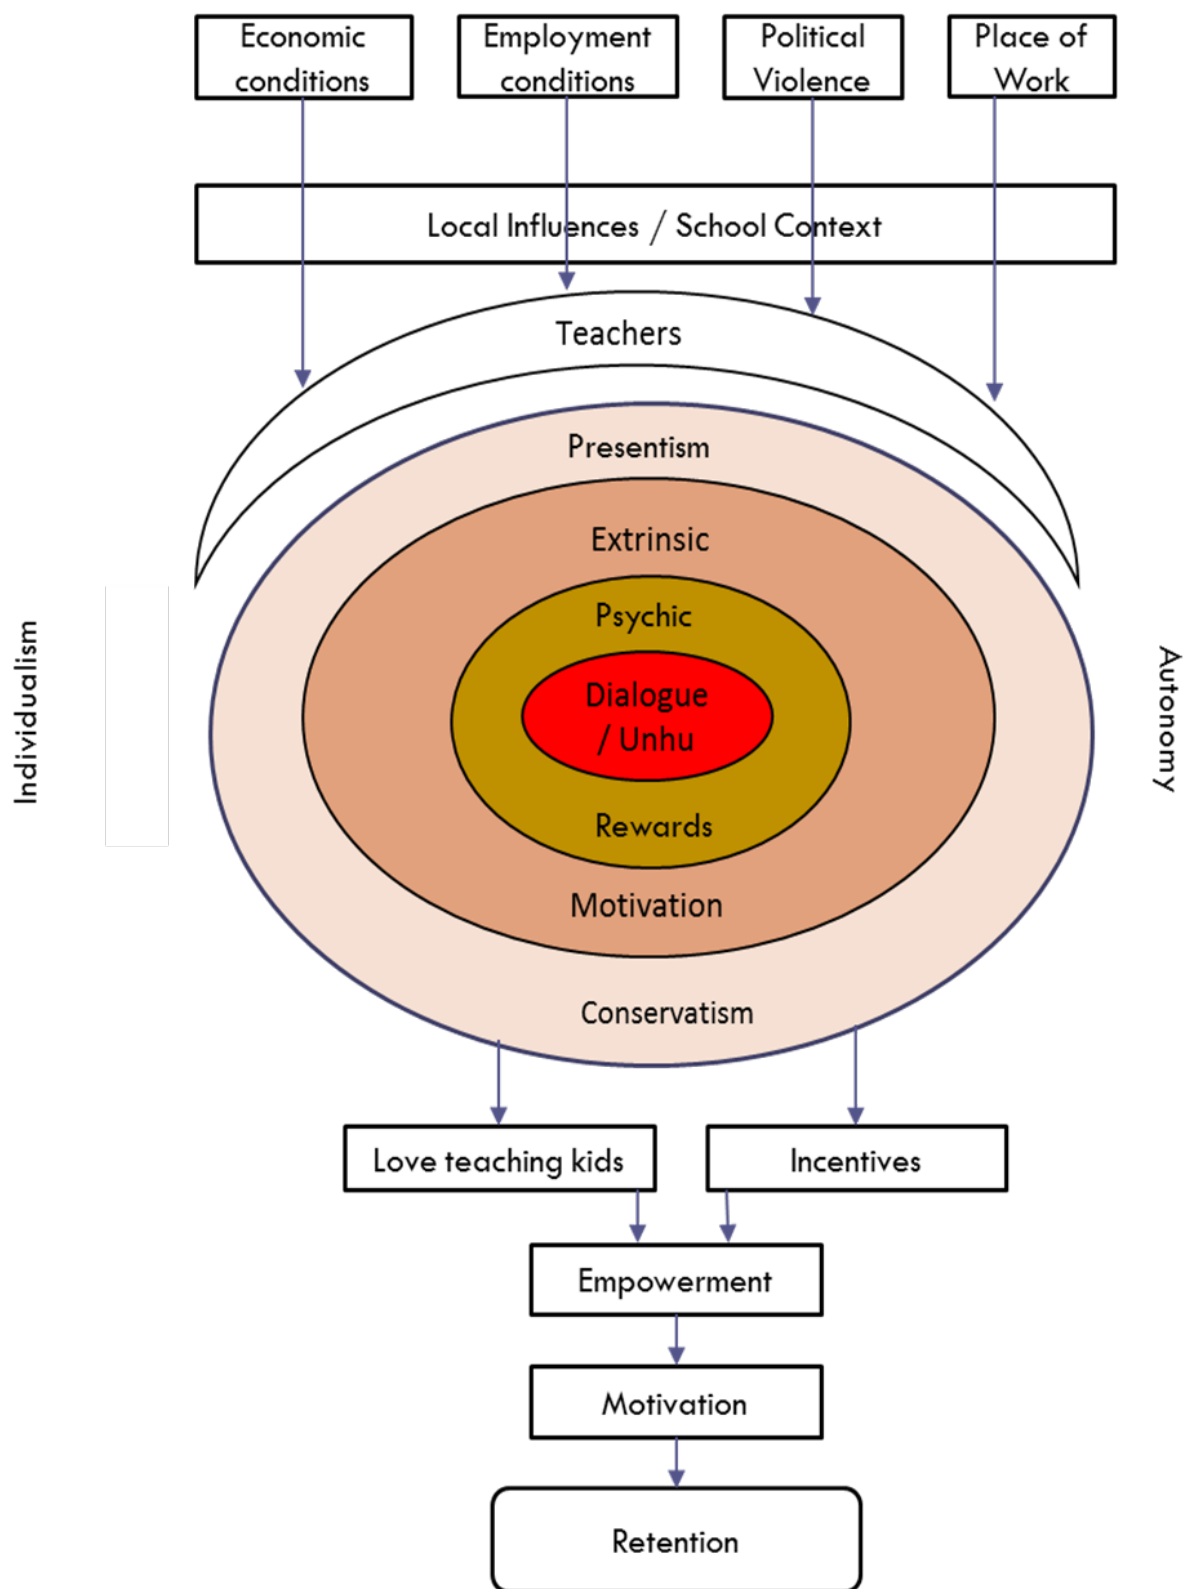 Economic
conditions
Employment
conditions
Political
Violence
Place of
Work
Local Influences / School Context
Teachers
Presentism
Extrinsic
Psychic
Dialogue
/ Unhu
Rewards
Motivation
Conservatism
Individualism
Autonomy
Love teaching kids
Incentives
Empowerment
Motivation
Retention